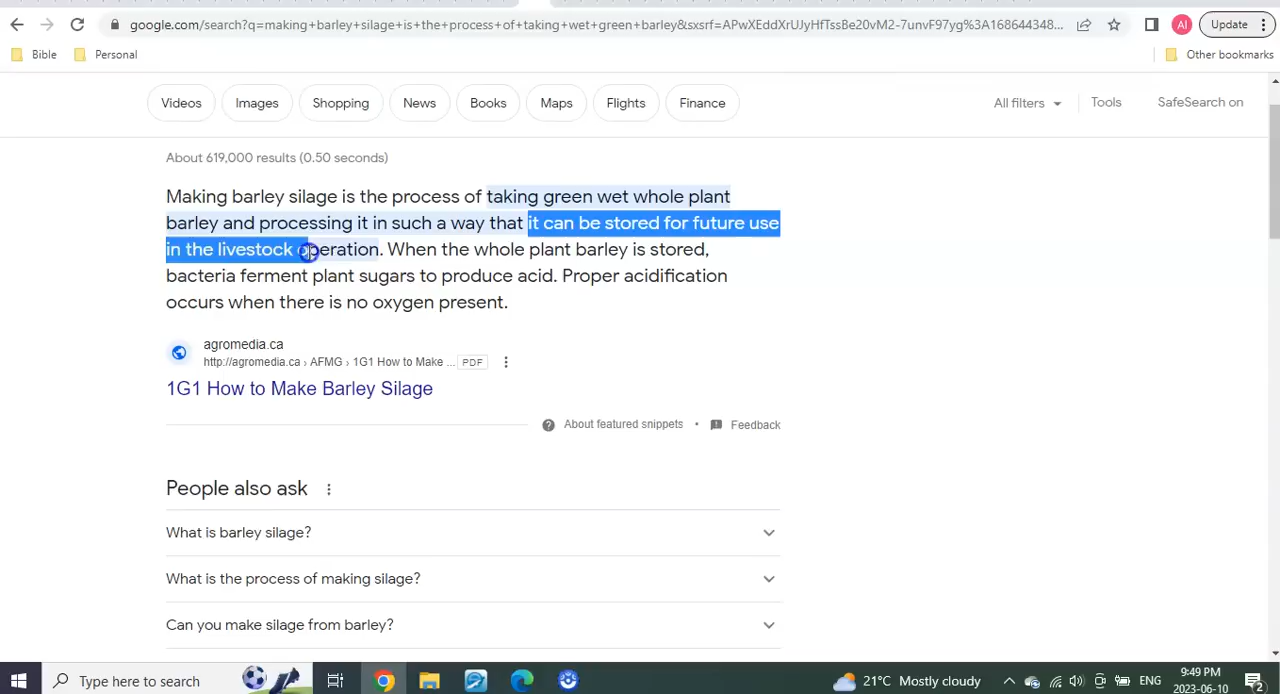 google.com/search?q=making+barley+silage+is+the+process+of+taking+wet+green+barley&sxsrf=APwXEddXrUJyHfTssBe20vM2-7unvF97yg%3A168644348...
AI
Update
Bible
Personal
Other bookmarks
Videos
Images
Shopping
News
Books
Maps
Flights
Finance
All filters
Tools
SafeSearch on
About 619,000 results (0.50 seconds)
Making barley silage is the process of taking green wet whole plant
barley and processing it in such a way that it can be stored for future use
in the livestock operation. When the whole plant barley is stored,
bacteria ferment plant sugars to produce acid. Proper acidification
occurs when there is no oxygen present.
agromedia.ca
http://agromedia.ca › AFMG › 1G1 How to Make ... PDF
1G1 How to Make Barley Silage
About featured snippets • Feedback
People also ask
What is barley silage?
What is the process of making silage?
Can you make silage from barley?
Type here to search
21°C Mostly cloudy
ENG
9:49 PM
2023-06-10
2